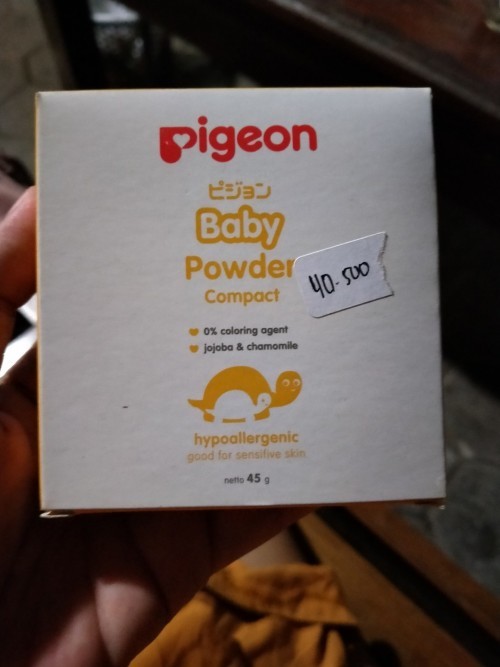 pigeon
ピジョン
Baby
Powder
40.500
Compact
0% coloring agent
jojoba & chamomile
hypoallergenic
good for sensitive skin
netto 45 g